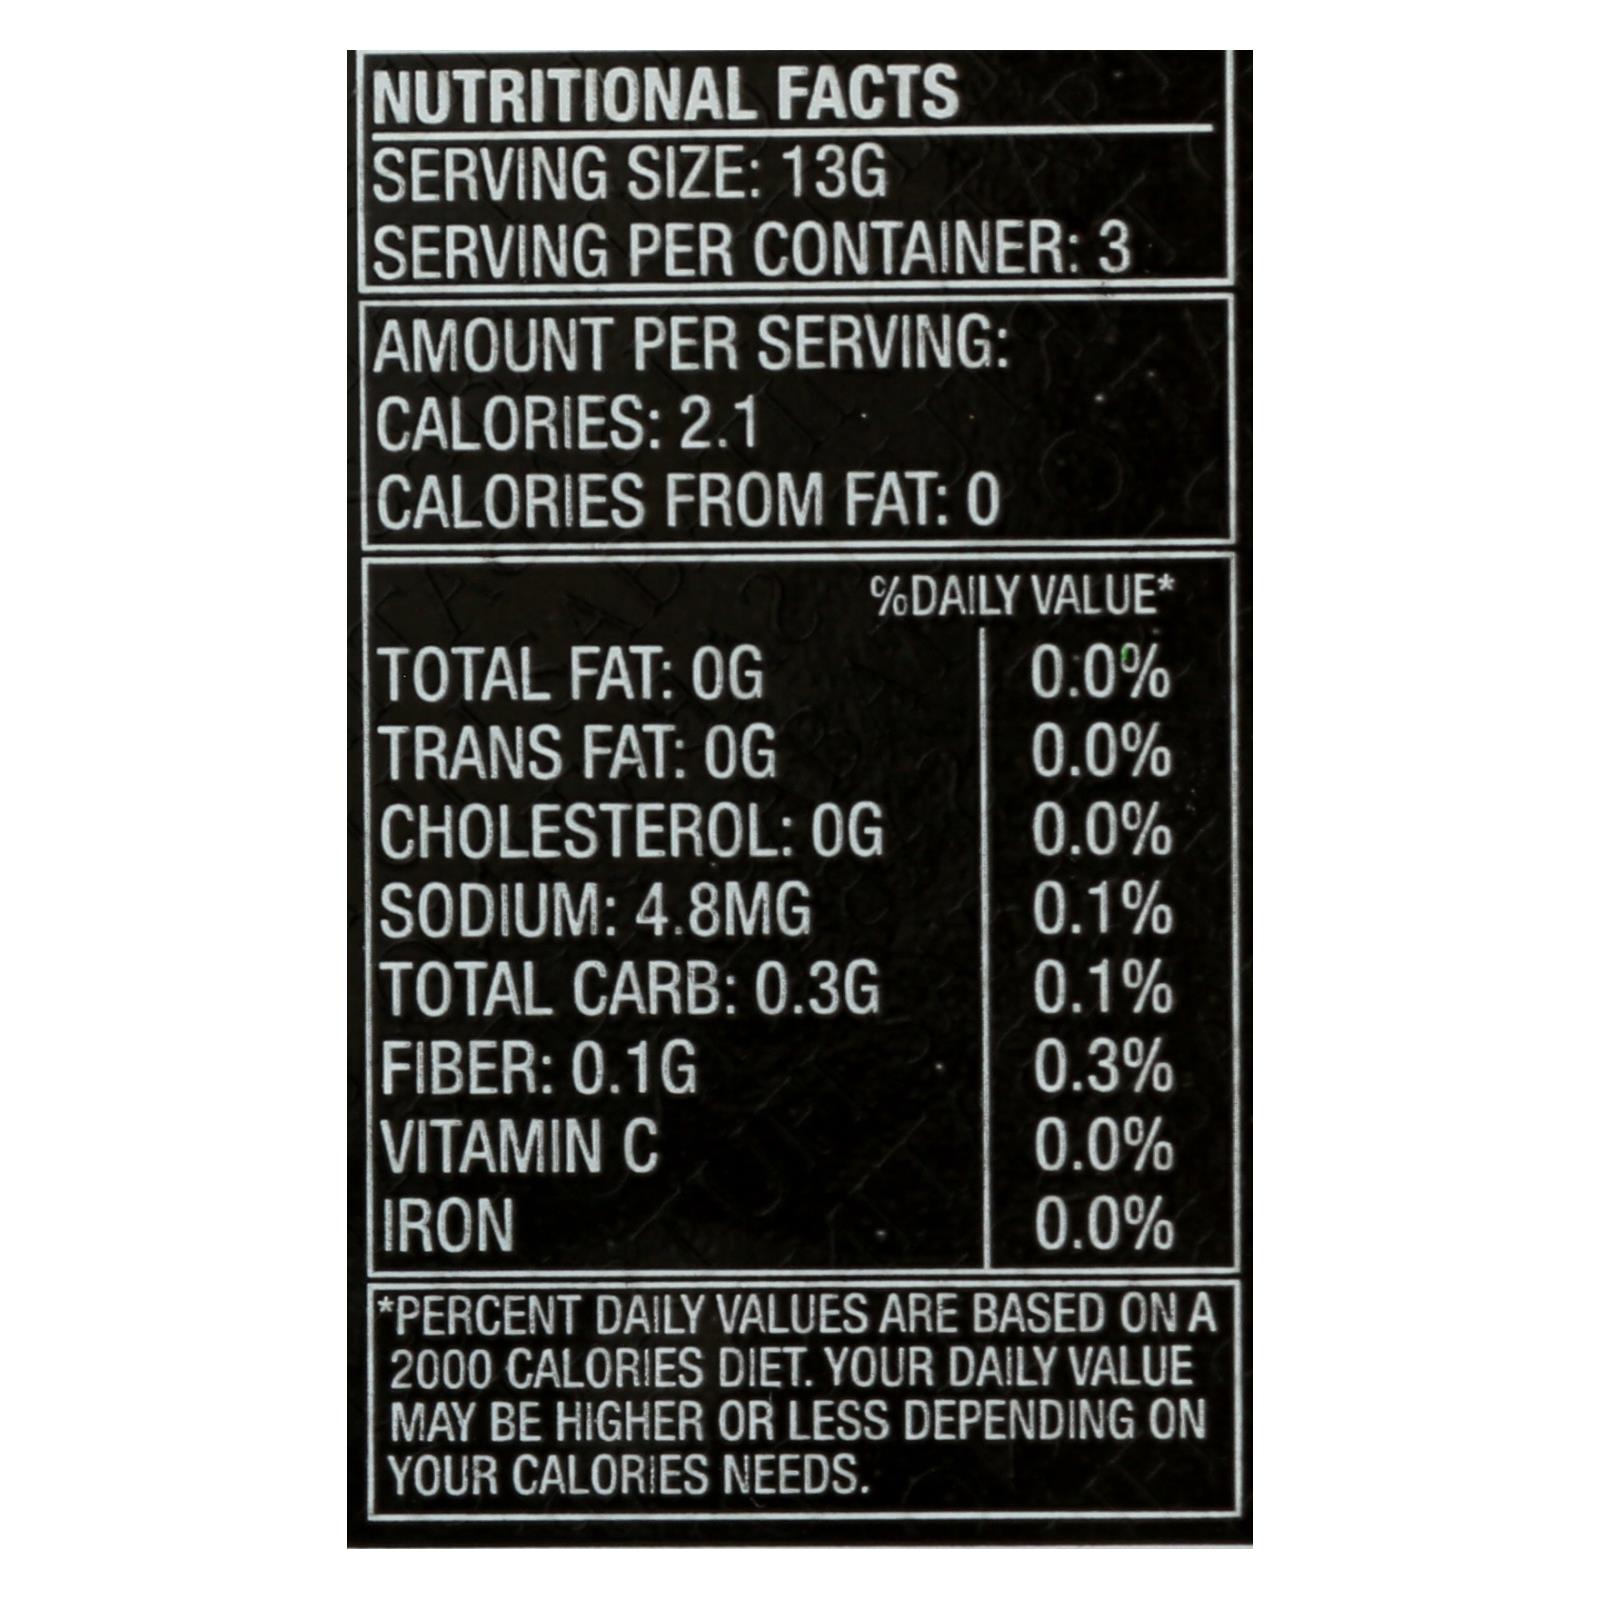 NUTRITIONAL FACTS
SERVING SIZE: 13G
SERVING PER CONTAINER: 3
AMOUNT PER SERVING:
CALORIES: 2.1
CALORIES FROM FAT: 0
%DAILY VALUE*
TOTAL FAT: 0G 0.0%
TRANS FAT: 0G 0.0%
CHOLESTEROL: 0G 0.0%
SODIUM: 4.8MG 0.1%
TOTAL CARB: 0.3G 0.1%
FIBER: 0.1G 0.3%
VITAMIN C 0.0%
IRON 0.0%
*PERCENT DAILY VALUES ARE BASED ON A
2000 CALORIES DIET. YOUR DAILY VALUE
MAY BE HIGHER OR LESS DEPENDING ON
YOUR CALORIES NEEDS.